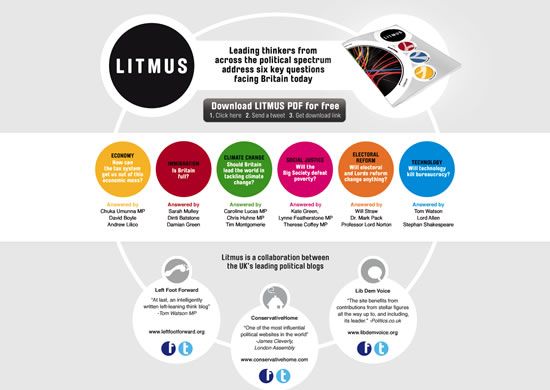 LITMUS
Leading thinkers from
across the political spectrum
address six key questions
facing Britain today
Download LITMUS PDF for free
1. Click here 2. Send a tweet 3. Get download link
ECONOMY
How can
the tax system
get us out of this
economic mess?
IMMIGRATION
Is Britain
full?
CLIMATE CHANGE
Should Britain
lead the world in
tackling climate
change?
SOCIAL JUSTICE
Will the
Big Society defeat
poverty?
ELECTORAL
REFORM
Will electoral
and Lords reform
change anything?
TECHNOLOGY
Will technology
kill bureaucracy?
Answered by
Chuka Umunna MP
David Boyle
Andrew Lilico
Answered by
Sarah Mulley
Dinti Batstone
Damian Green
Answered by
Caroline Lucas MP
Chris Huhne MP
Tim Montgomerie
Answered by
Kate Green,
Lynne Featherstone MP
Therese Coffey MP
Answered by
Will Straw
Dr. Mark Pack
Professor Lord Norton
Answered by
Tom Watson
Lord Allen
Stephan Shakespeare
Litmus is a collaboration between
the UK's leading political blogs
Left Foot Forward
"At last, an intelligently
written left-leaning think blog"
-Tom Watson MP
www.leftfootforward.org
f t
ConservativeHome
"One of the most influential
political websites in the world"
-James Cleverly,
London Assembly
www.conservativehome.com
f t
Lib Dem Voice
"The site benefits from
contributions from stellar figures
all the way up to, and including,
its leader." -Politics.co.uk
www.libdemvoice.org
f t